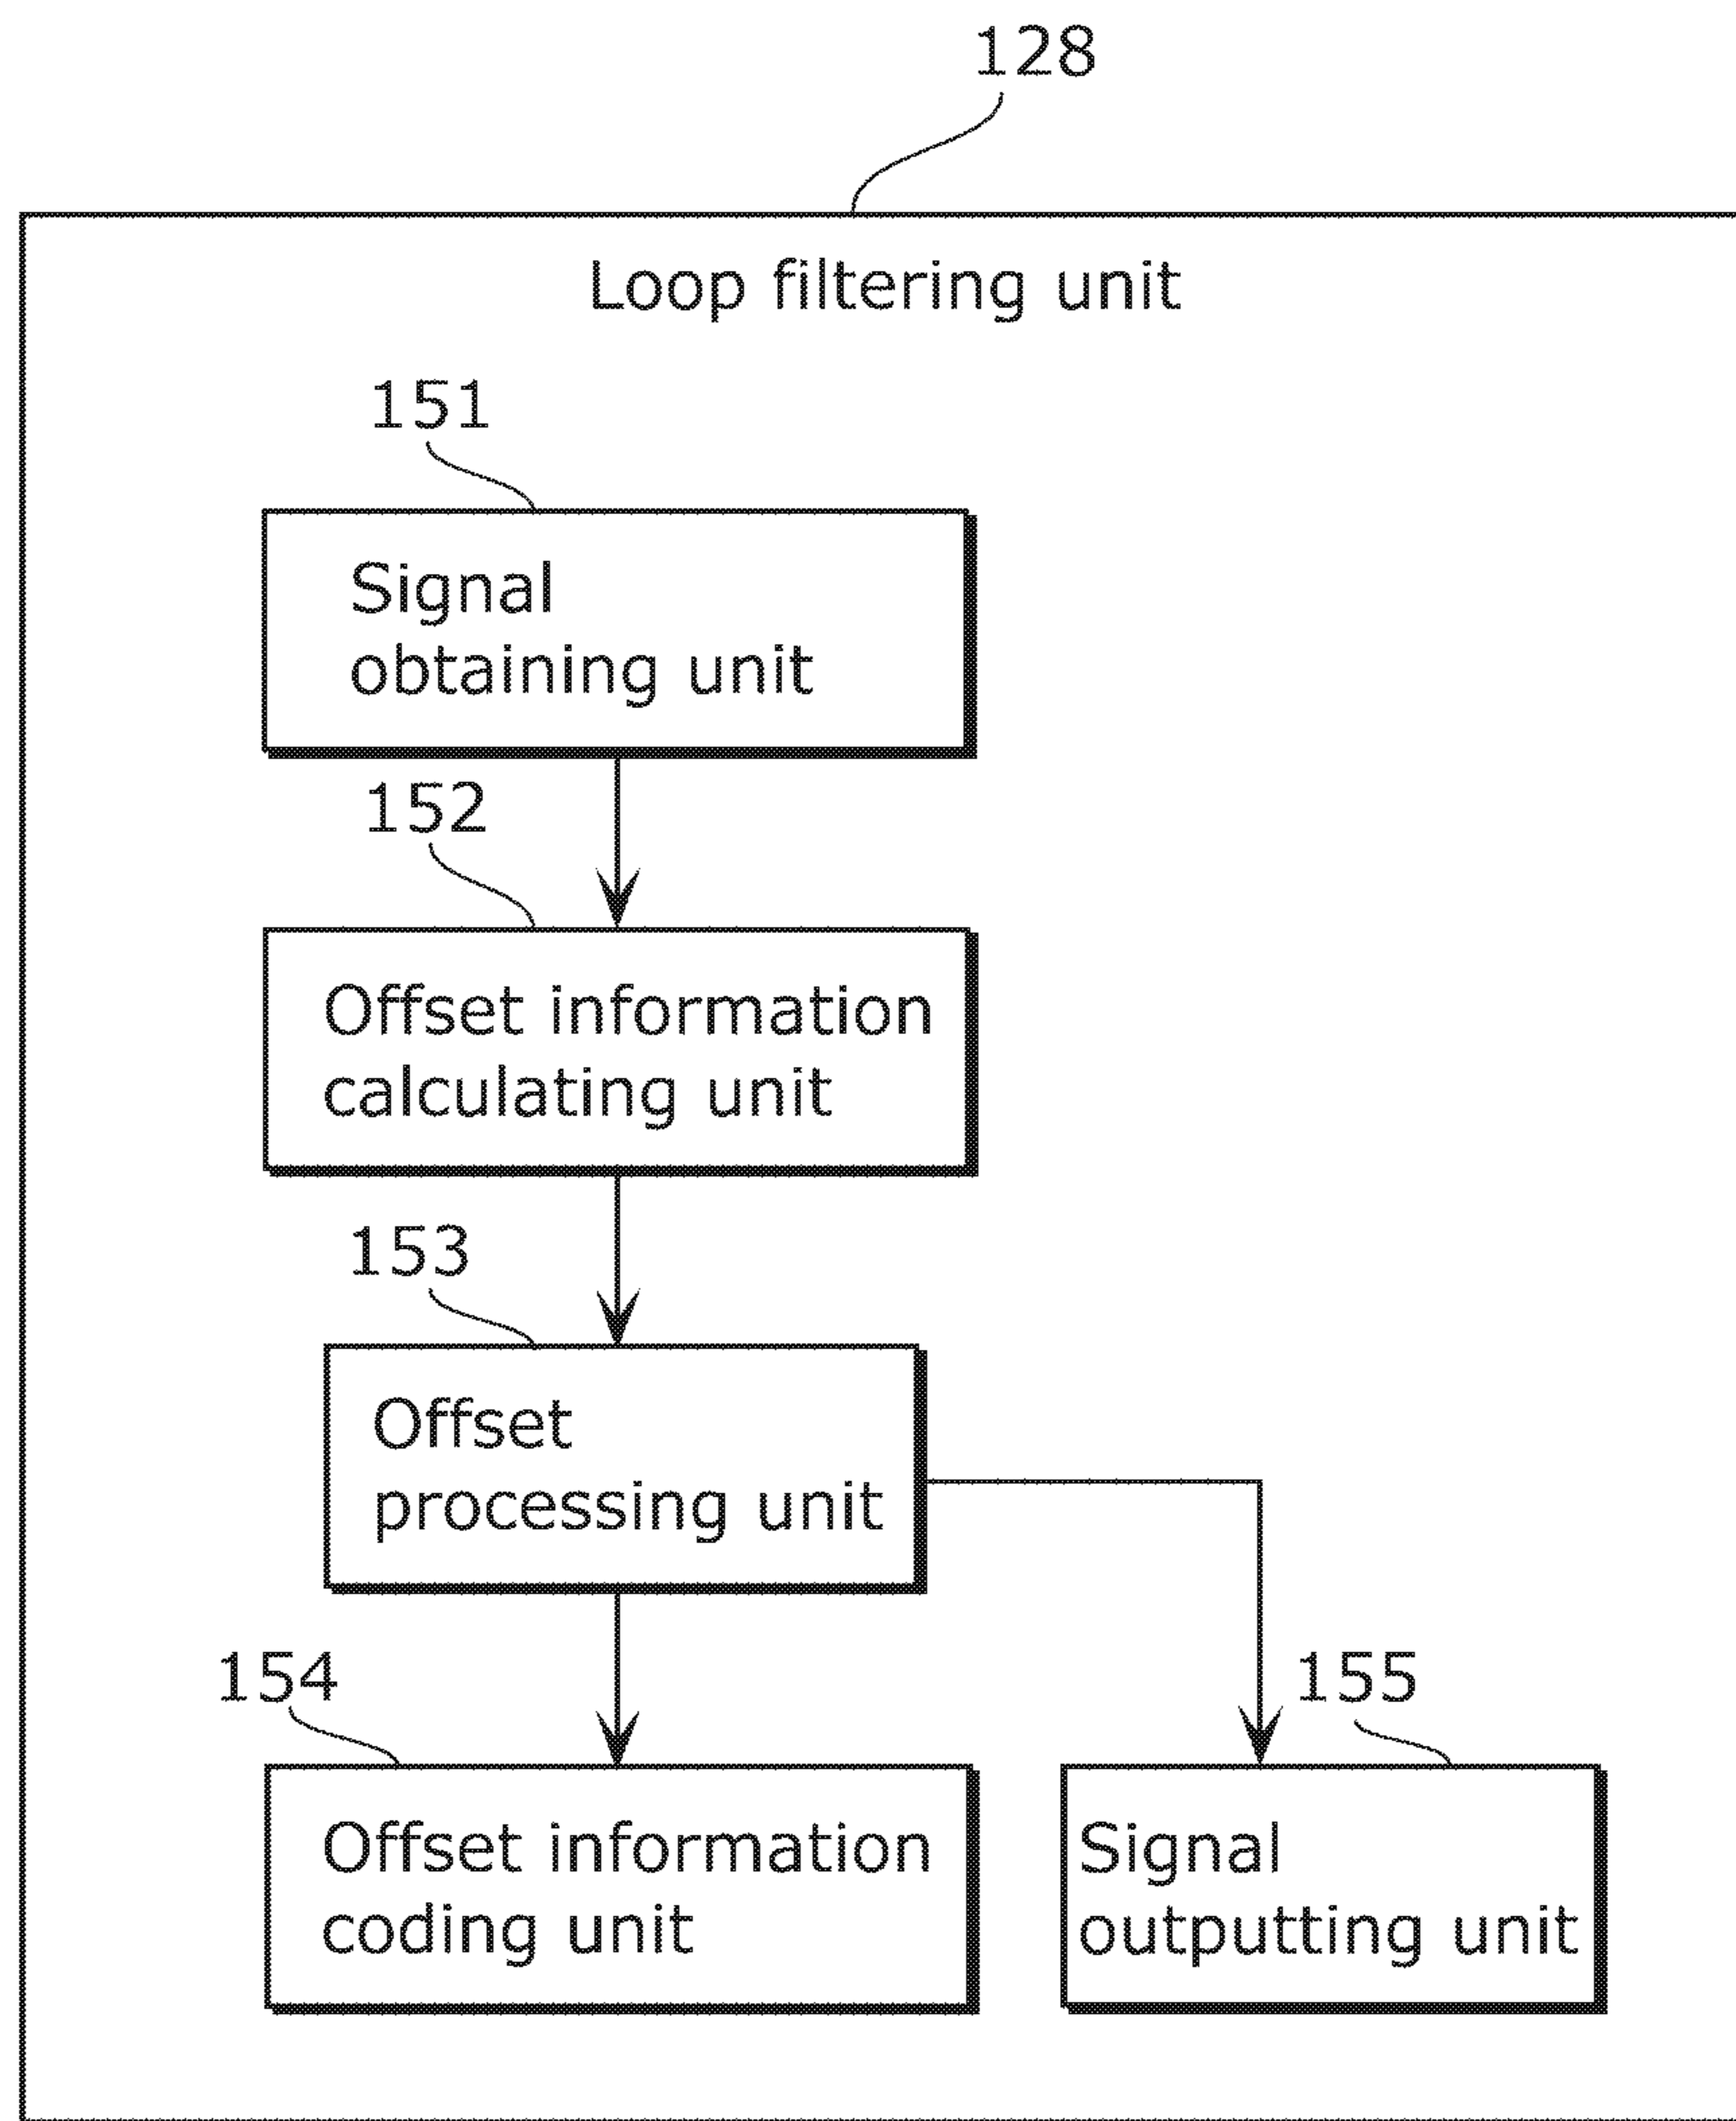 128
Loop filtering unit
151
Signal
obtaining unit
152
Offset information
calculating unit
153
Offset
processing unit
154
Offset information
coding unit
155
Signal
outputting unit